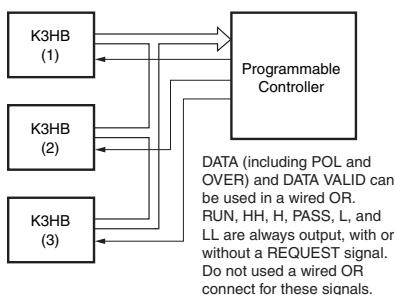 K3HB
(1)
Programmable
Controller
K3HB
(2)
K3HB
(3)
DATA (including POL and
OVER) and DATA VALID can
be used in a wired OR.
RUN, HH, H, PASS, L, and
LL are always output, with or
without a REQUEST signal.
Do not used a wired OR
connect for these signals.